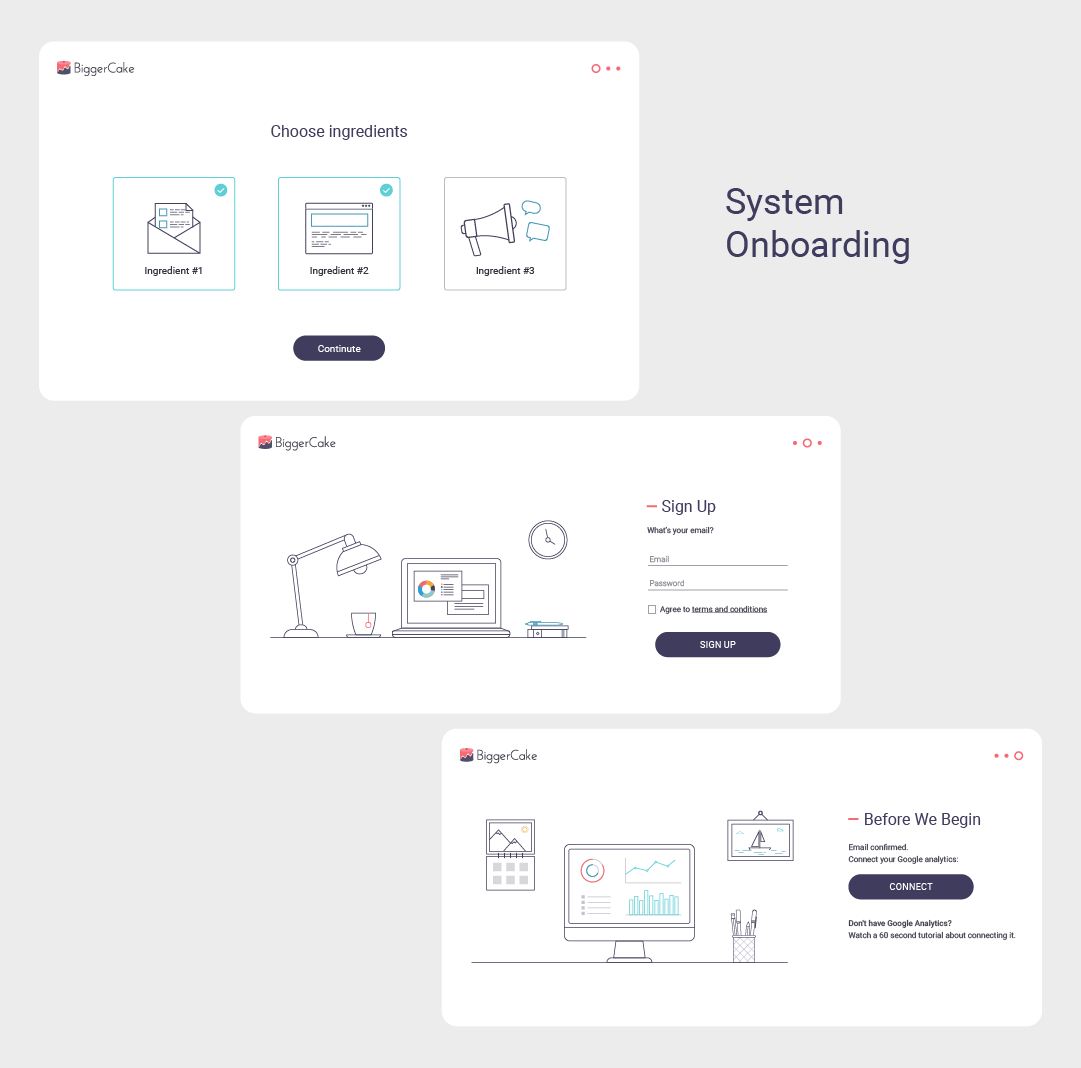 BiggerCake
Choose ingredients
Ingredient #1
Ingredient #2
Ingredient #3
Continute
System
Onboarding
BiggerCake
Sign Up
What's your email?
Email
Password
Agree to terms and conditions
SIGN UP
BiggerCake
Before We Begin
Email confirmed.
Connect your Google analytics:
CONNECT
Don't have Google Analytics?
Watch a 60 second tutorial about connecting it.